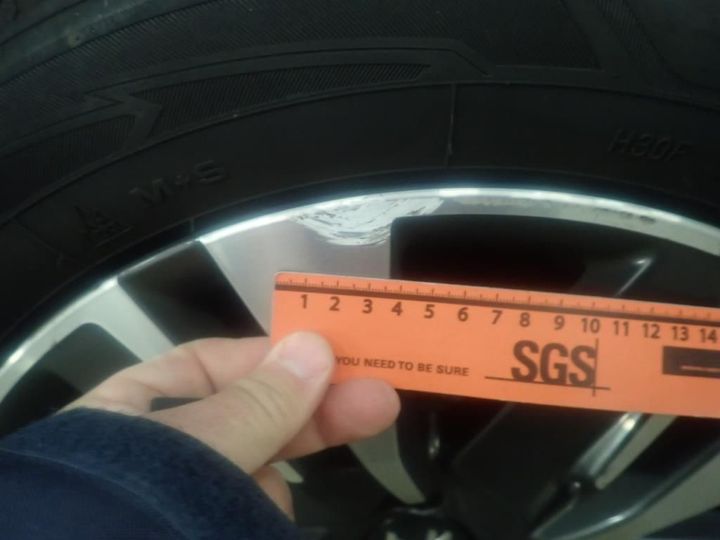 H30F
M+S
1 2 3 4 5 6 7 8 9 10 11 12 13 14
YOU NEED TO BE SURE
SGS